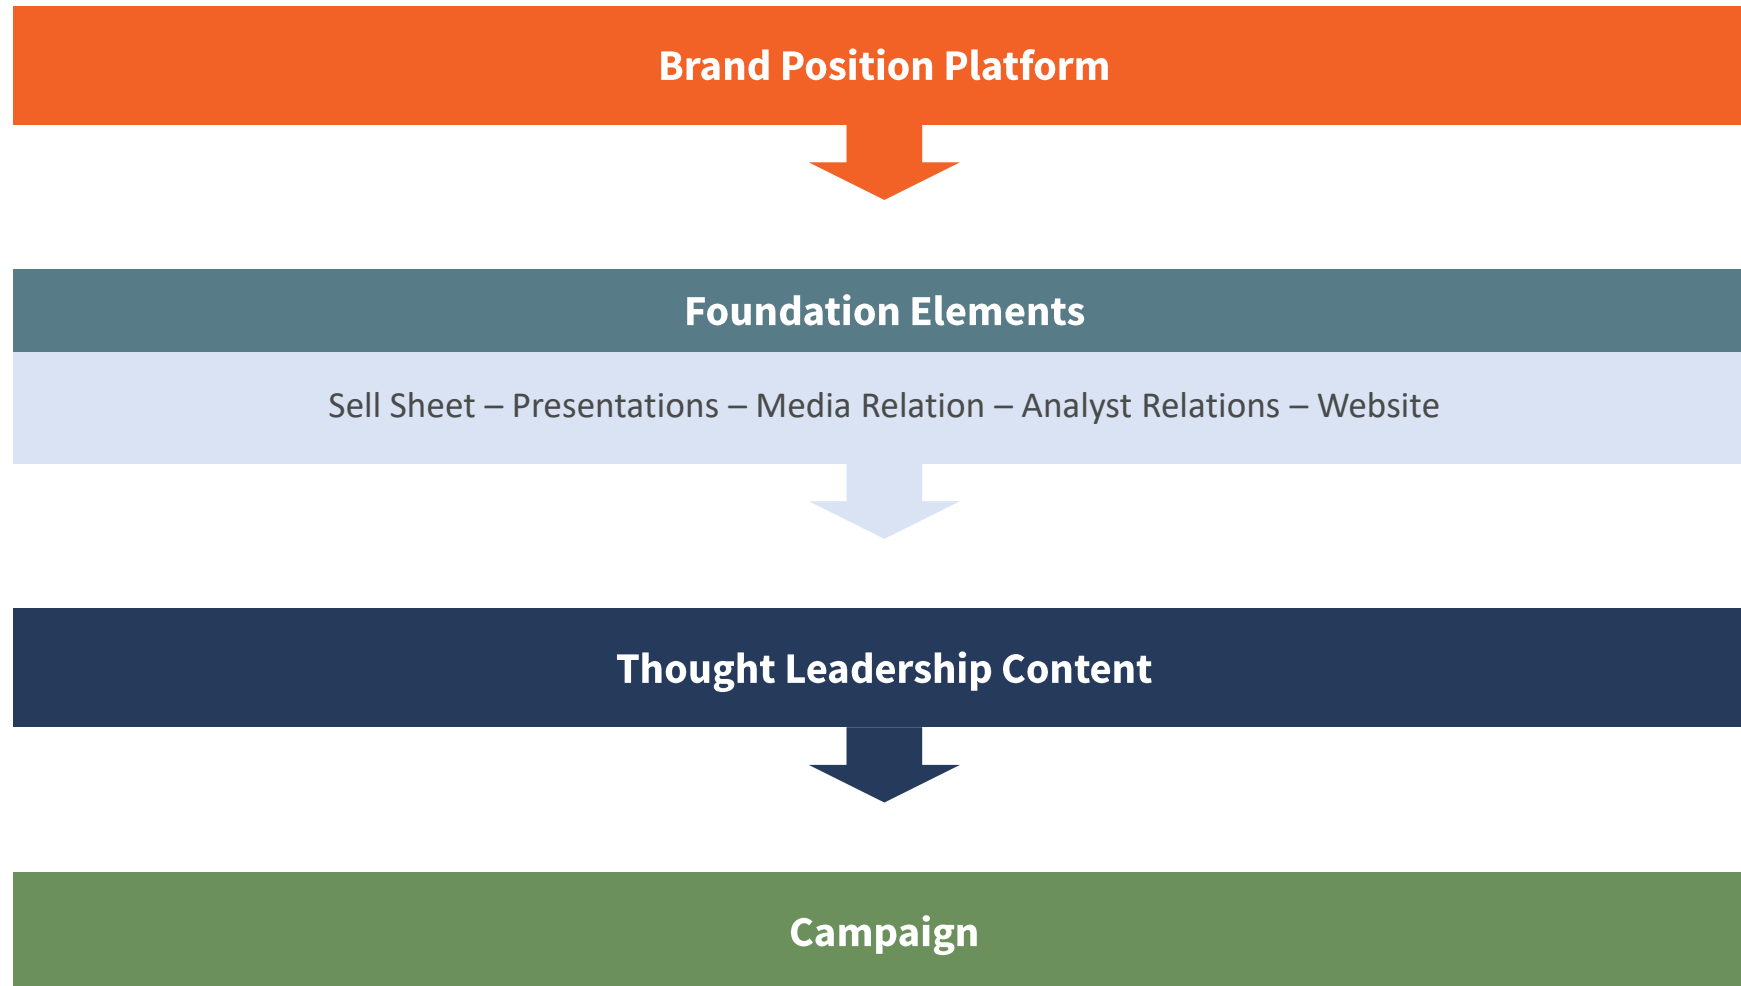 Brand Position Platform
Foundation Elements
Sell Sheet – Presentations – Media Relation – Analyst Relations – Website
Thought Leadership Content
Campaign